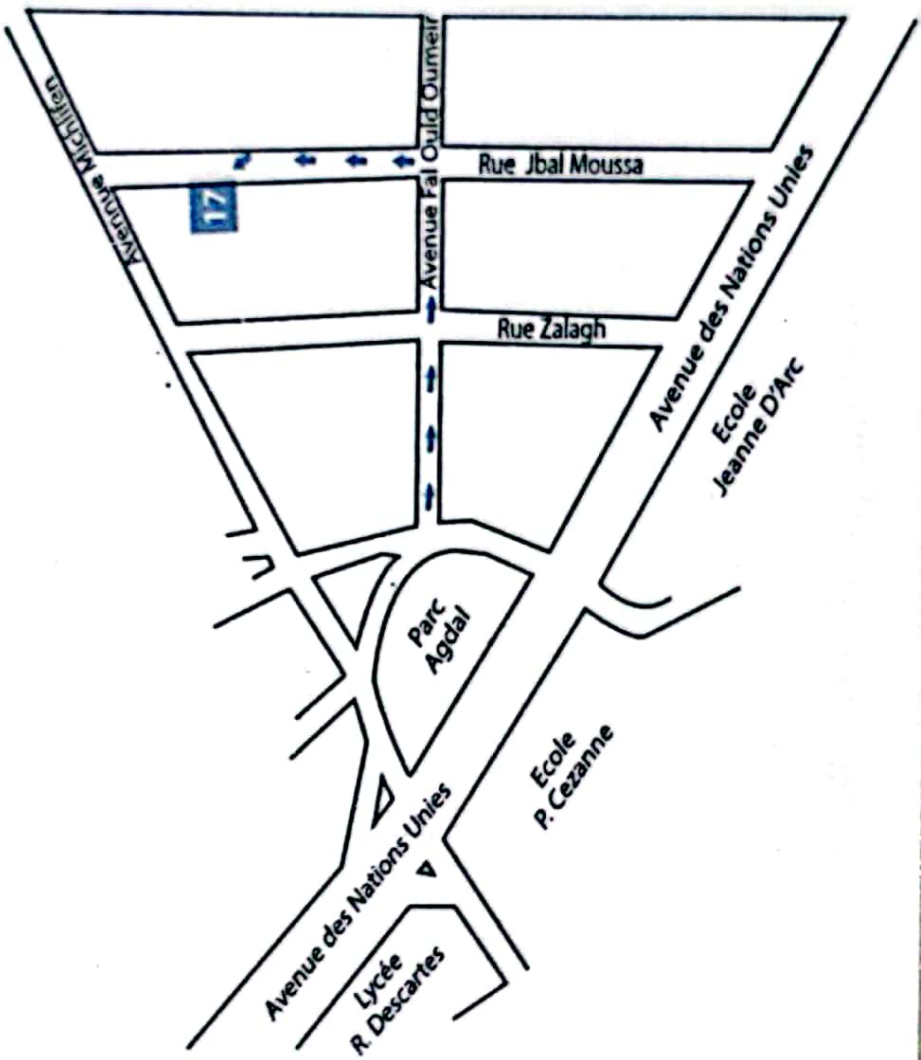 Avenue Fal Ould Oumeir
Avennue Michlifen
Rue Jbal Moussa
17
Avenue des Nations Unies
Rue Zalagh
Ecole
Jeanne D'Arc
Parc
Agdal
Ecole
P. Cezanne
Avenue des Nations Unies
Lycée
R. Descartes